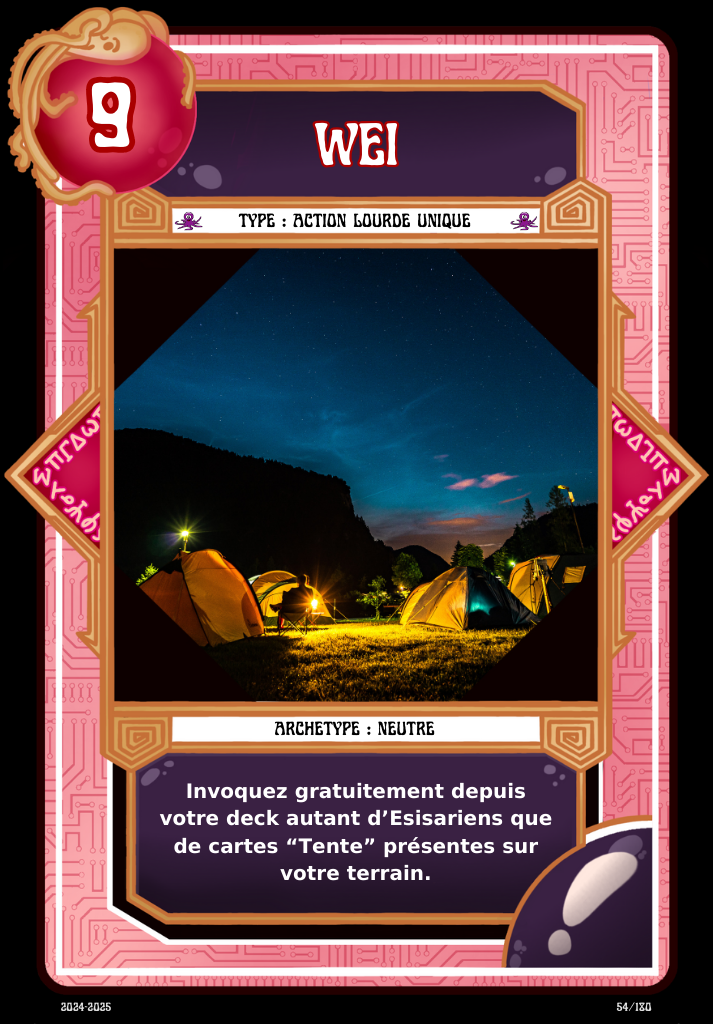 9
WEI
TYPE : ACTION LOURDE UNIQUE
ARCHETYPE : NEUTRE
Invoquez gratuitement depuis
votre deck autant d’Esisariens que
de cartes “Tente” présentes sur
votre terrain.
2024-2025
54/180